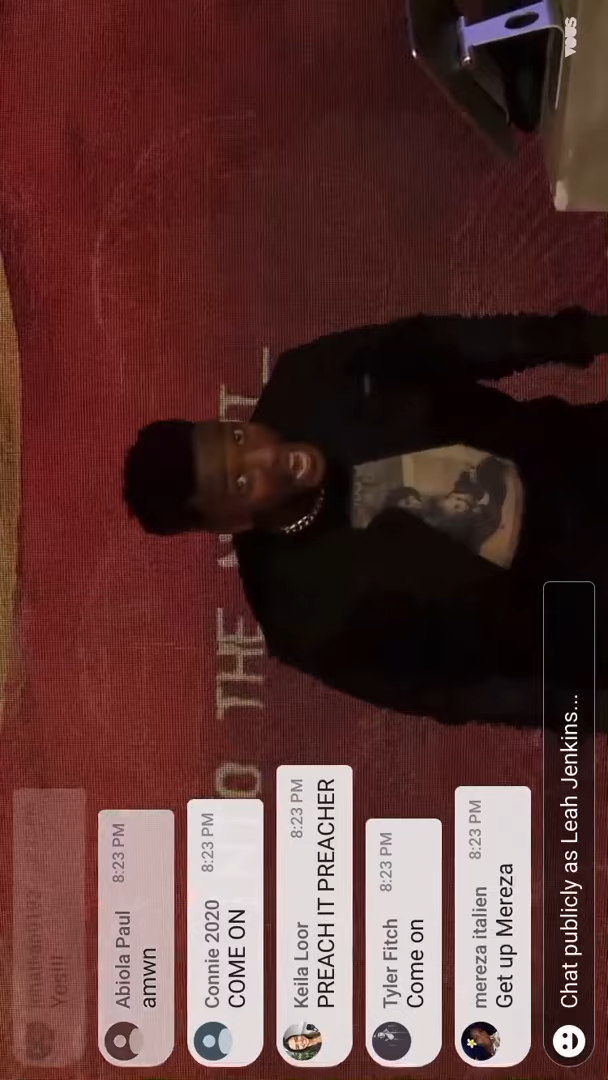 Yes!!!
Abiola Paul 8:23 PM
amwn
Connie 2020 8:23 PM
COME ON
Keila Loor 8:23 PM
PREACH IT PREACHER
Tyler Fitch 8:23 PM
Come on
mereza italien 8:23 PM
Get up Mereza
Chat publicly as Leah Jenkins...
THE
VOUS